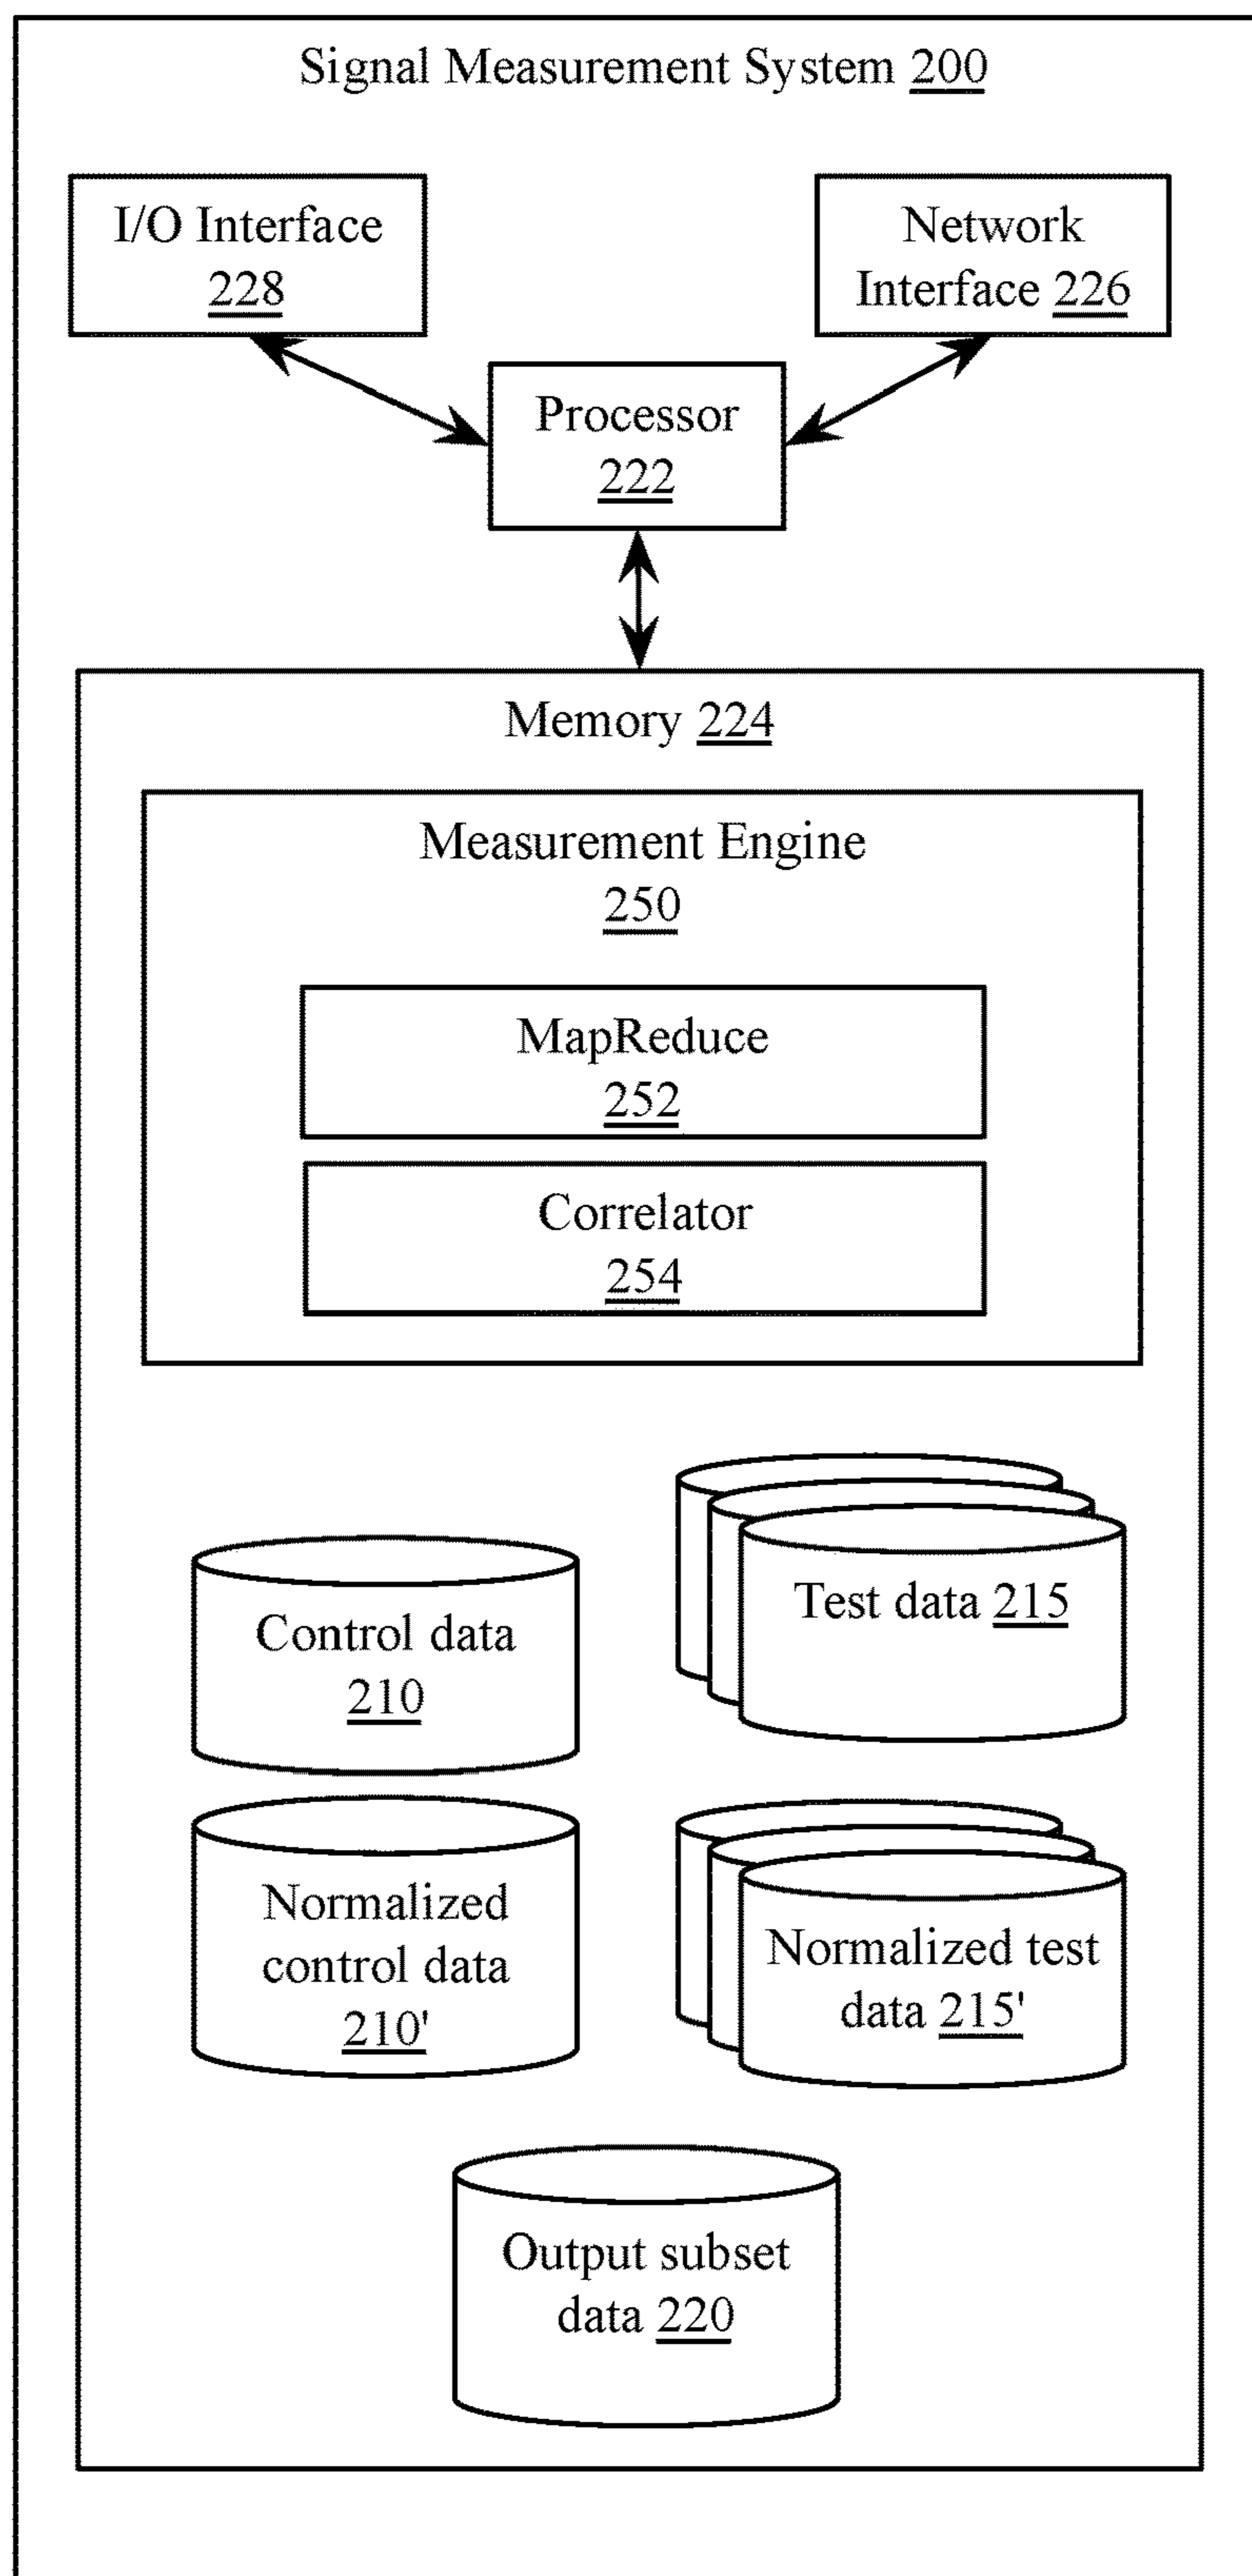 Signal Measurement System 200
I/O Interface
228
Network
Interface 226
Processor
222
Memory 224
Measurement Engine
250
MapReduce
252
Correlator
254
Test data 215
Control data
210
Normalized
control data
210'
Normalized test
data 215'
Output subset
data 220